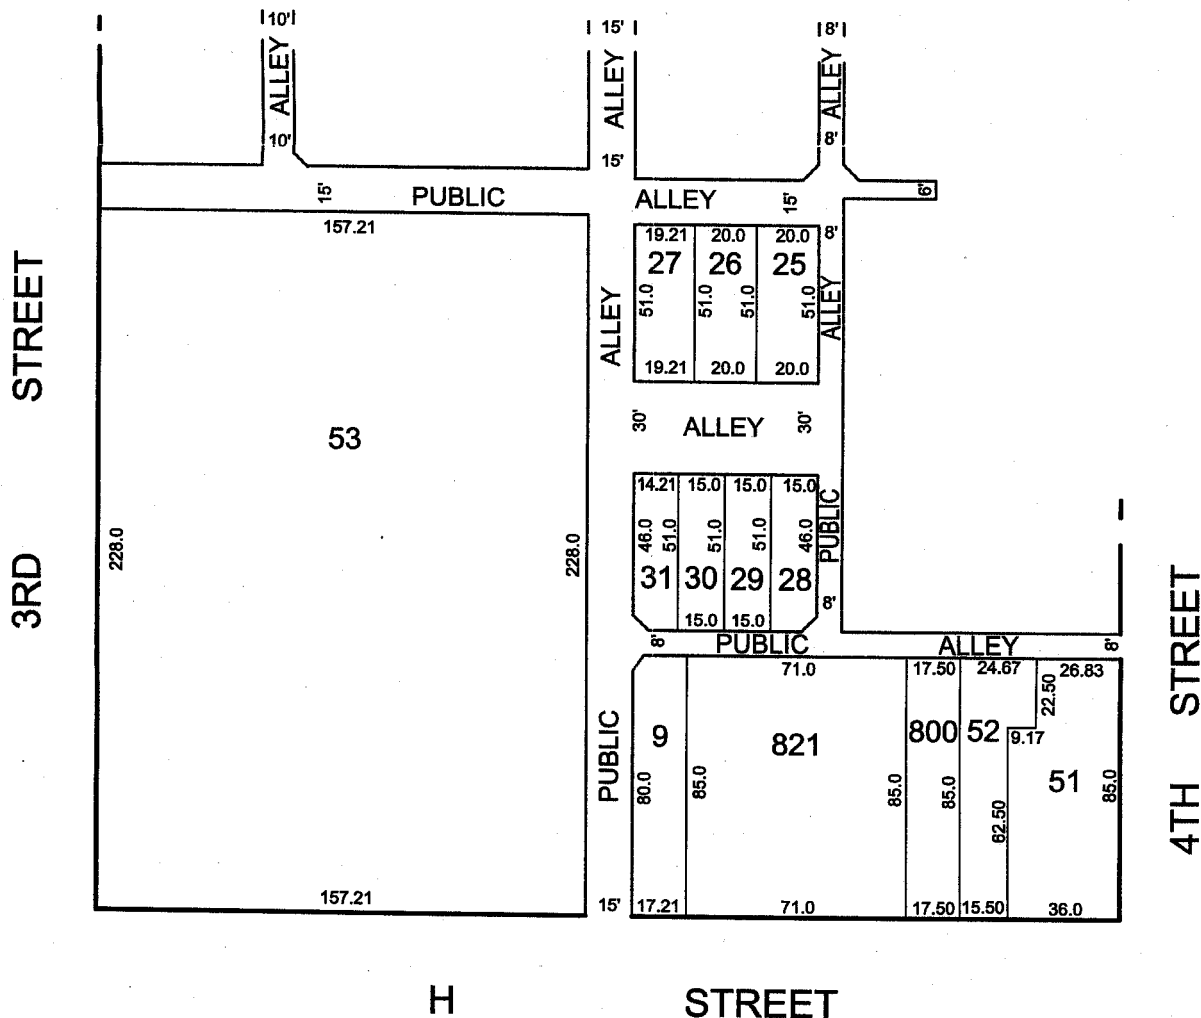 10' 15' 8'
ALLEY ALLEY ALLEY
10' 15' 8'
15' PUBLIC ALLEY 15' 6'
157.21 19.21 20.0 20.0 8'
27 26 25
51.0 51.0 51.0 51.0
ALLEY ALLEY
19.21 20.0 20.0
3RD STREET
30' ALLEY 30'
53
14.21 15.0 15.0 15.0
PUBLIC
46.0 51.0 51.0 51.0 46.0
228.0 228.0
31 30 29 28
8'
15.0 15.0
8' PUBLIC ALLEY 8'
71.0 17.50 24.67 26.83
22.50
PUBLIC
9 821 800 52 9.17
51
80.0 85.0 85.0 85.0 62.50 85.0
4TH STREET
157.21 15' 17.21 71.0 17.50 15.50 36.0
H STREET